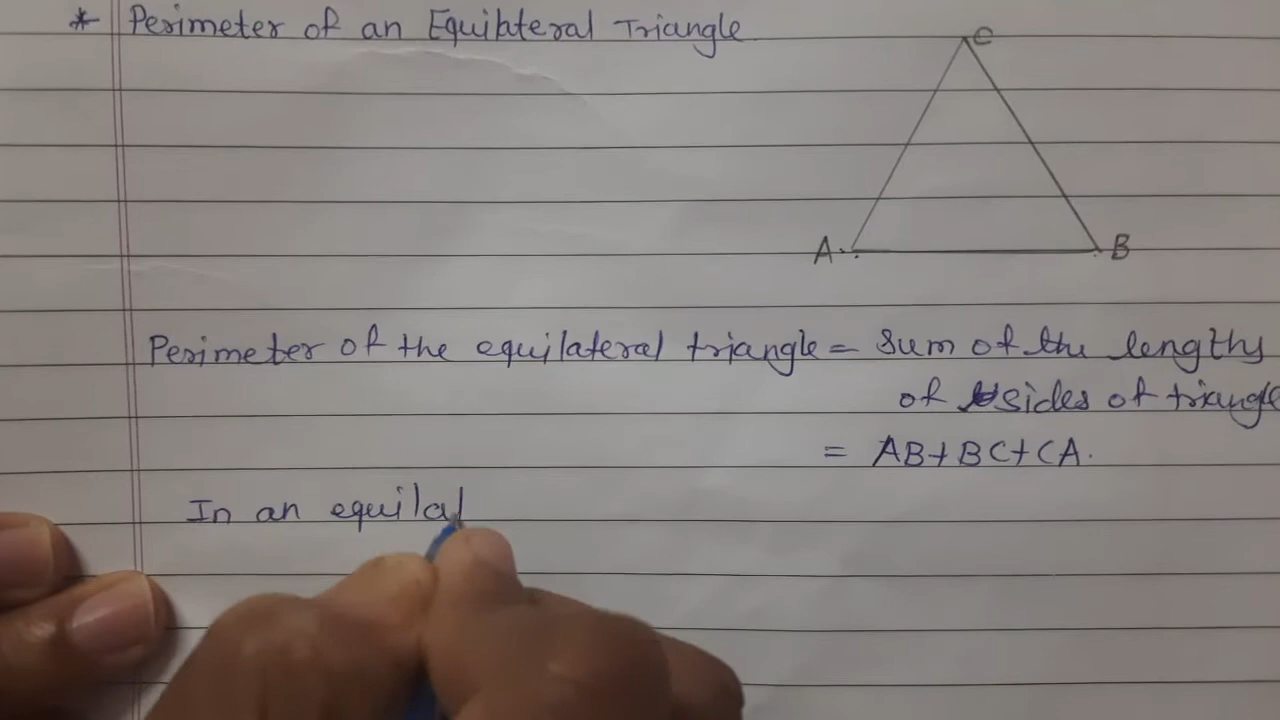 * Perimeter of an Equilateral Triangle
C
A
B
Perimeter of the equilateral triangle = Sum of the lengths
of sides of triangle
= AB+BC+CA.
In an equilat